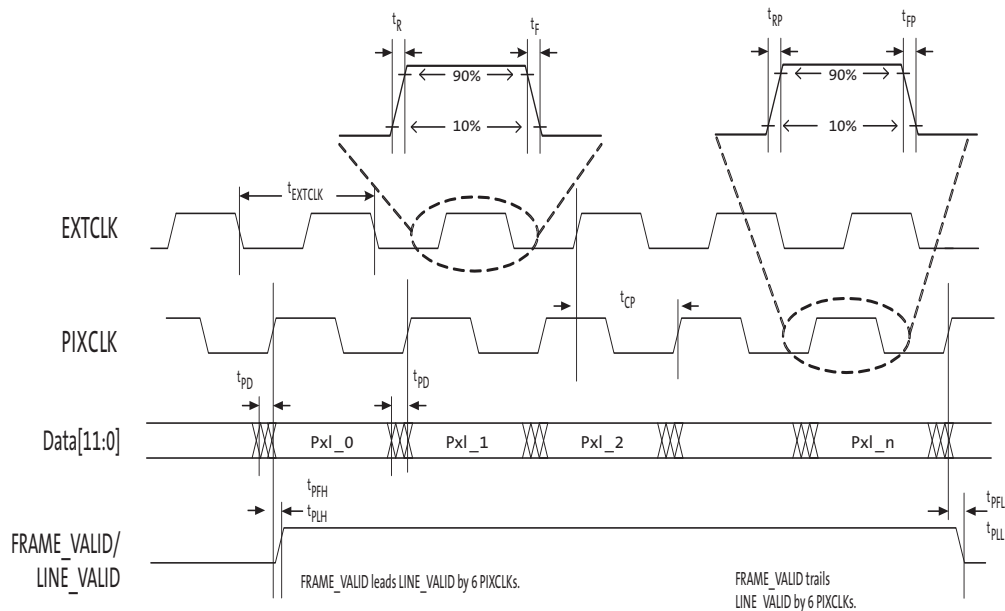 tR
tF
tRP
tFP
90%
90%
10%
10%
tEXTCLK
EXTCLK
tCP
PIXCLK
tPD
tPD
Data[11:0]
Pxl_0
Pxl_1
Pxl_2
Pxl_n
tPFH
tPFL
tPLH
tPLL
FRAME_VALID/
LINE_VALID
FRAME_VALID leads LINE_VALID by 6 PIXCLKs.
FRAME_VALID trails
LINE_VALID by 6 PIXCLKs.